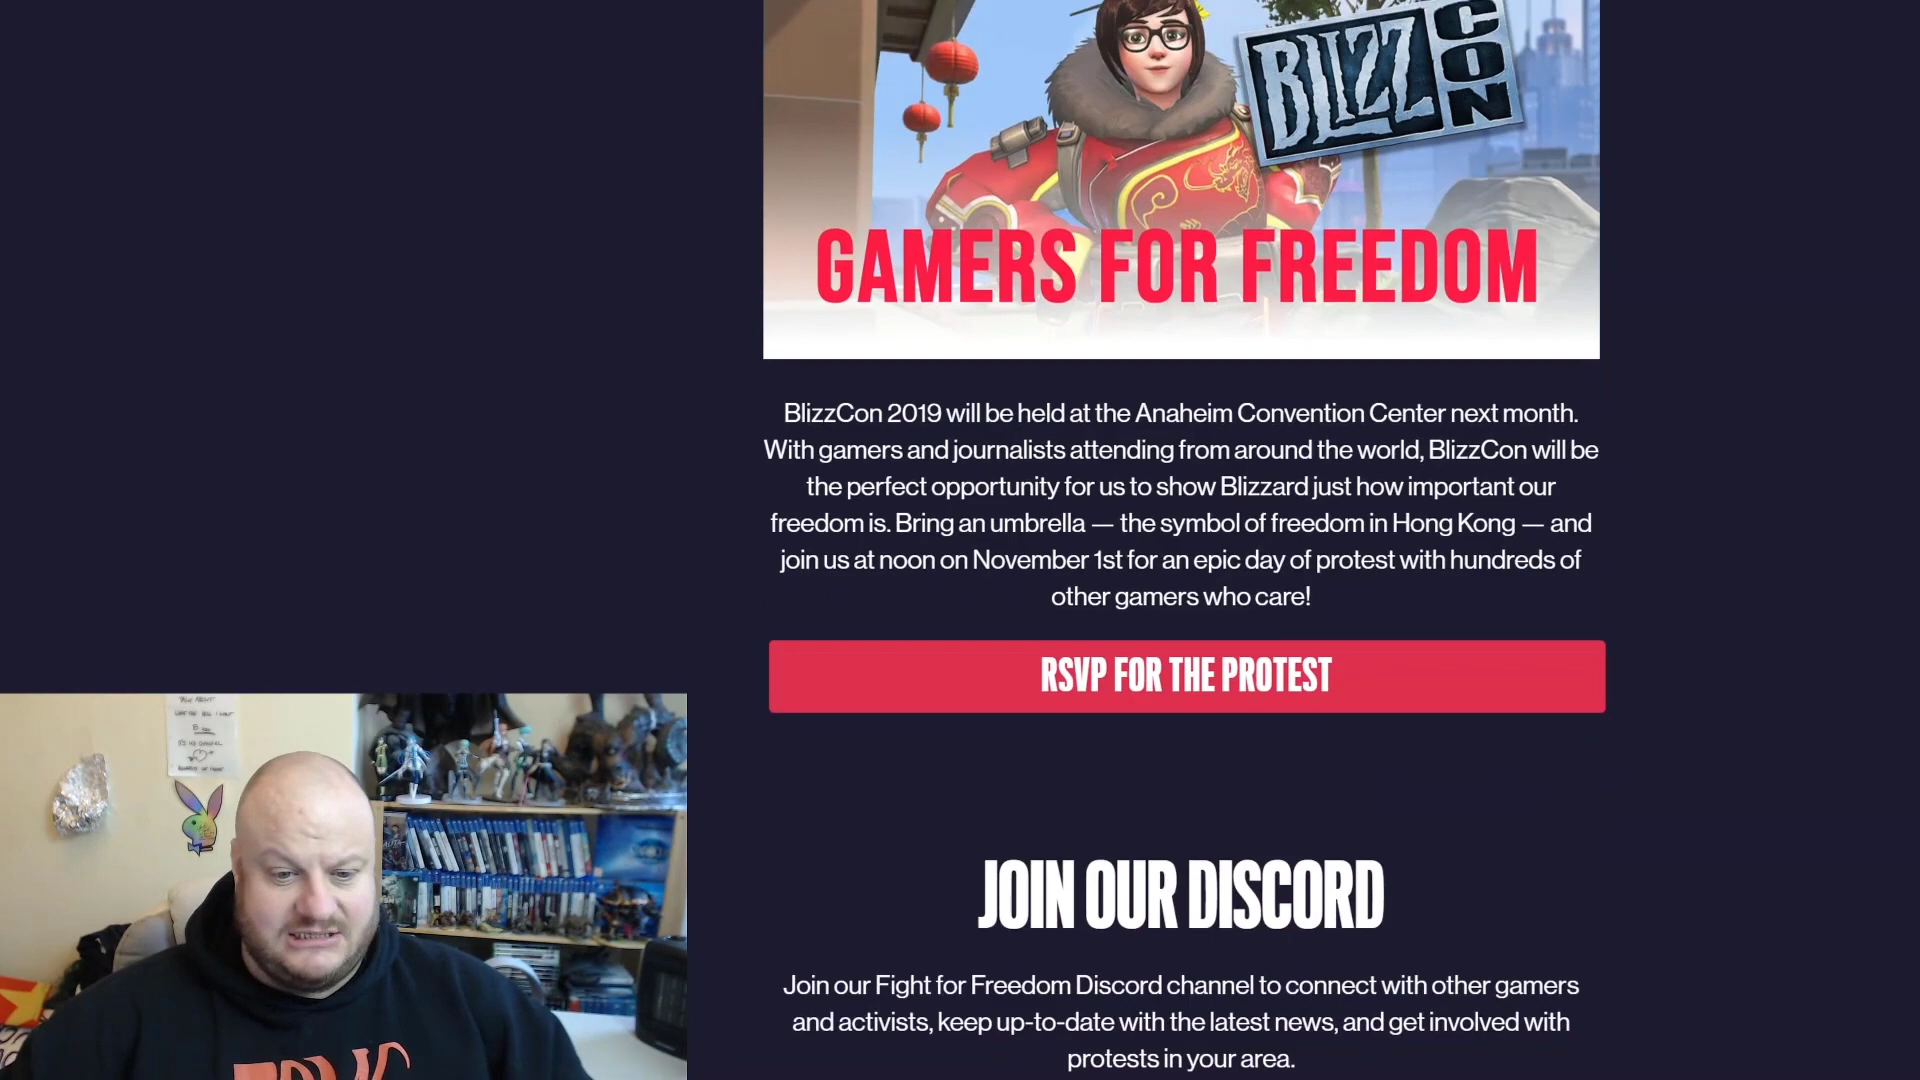 BLIZZ
CON
GAMERS FOR FREEDOM
BlizzCon 2019 will be held at the Anaheim Convention Center next month.
With gamers and journalists attending from around the world, BlizzCon will be
the perfect opportunity for us to show Blizzard just how important our
freedom is. Bring an umbrella — the symbol of freedom in Hong Kong — and
join us at noon on November 1st for an epic day of protest with hundreds of
other gamers who care!
RSVP FOR THE PROTEST
JOIN OUR DISCORD
Join our Fight for Freedom Discord channel to connect with other gamers
and activists, keep up-to-date with the latest news, and get involved with
protests in your area.